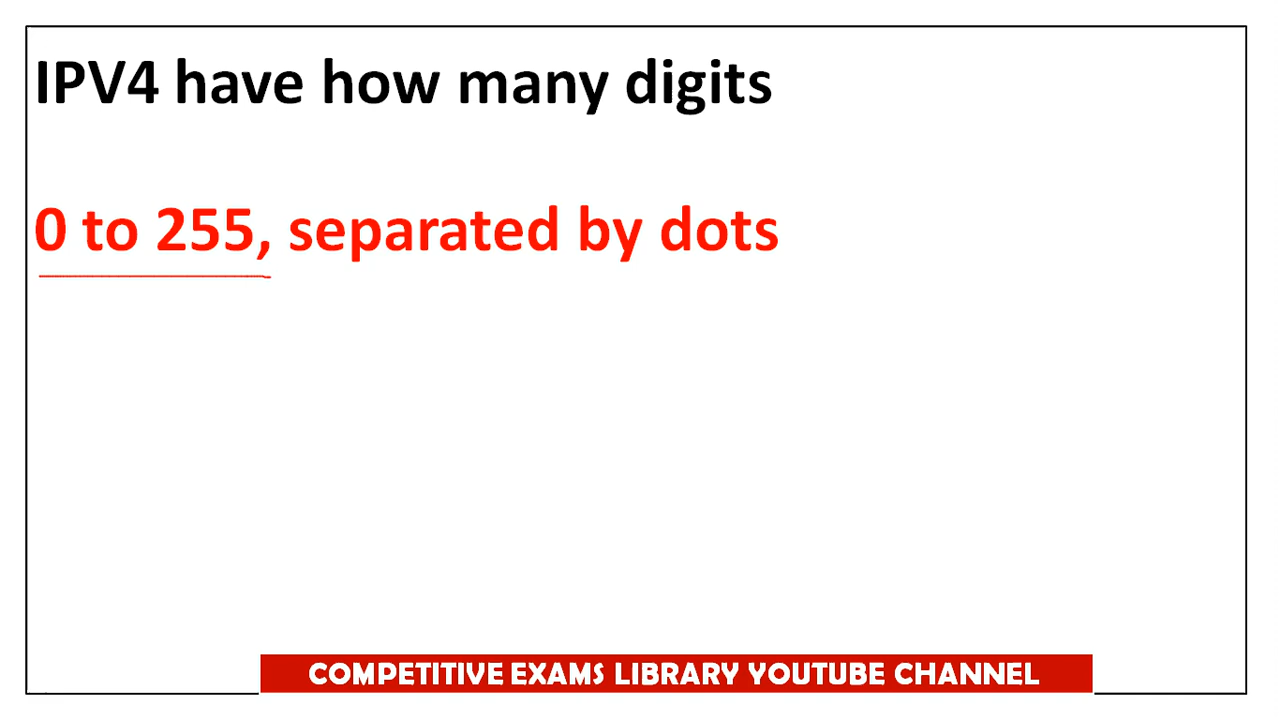 IPV4 have how many digits
0 to 255, separated by dots
COMPETITIVE EXAMS LIBRARY YOUTUBE CHANNEL